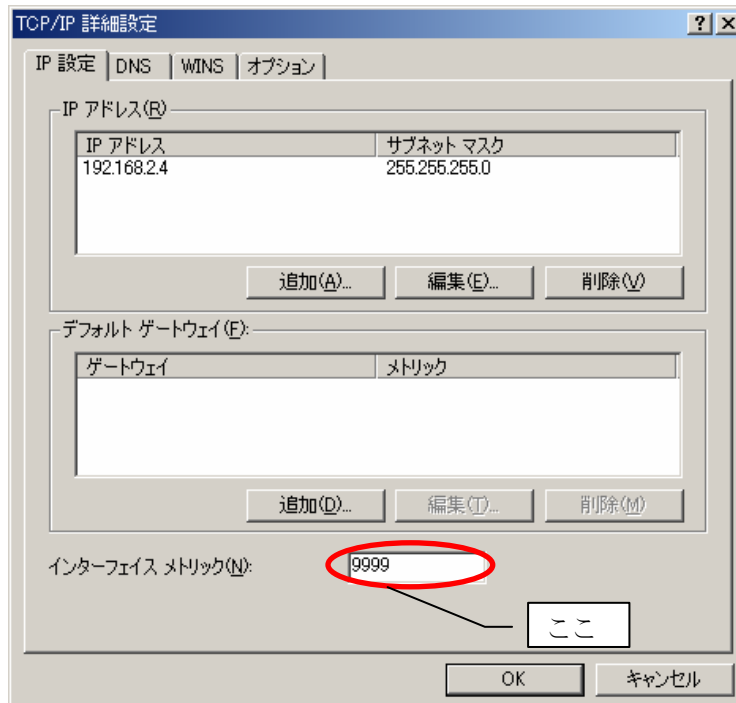 TCP/IP 詳細設定
IP 設定 DNS WINS オプション
IP アドレス(R)
IP アドレス サブネット マスク
192.168.2.4 255.255.255.0
追加(A)... 編集(E)... 削除(V)
デフォルト ゲートウェイ(F):
ゲートウェイ メトリック
追加(D)... 編集(T)... 削除(M)
インターフェイス メトリック(N): 9999
ここ
OK キャンセル